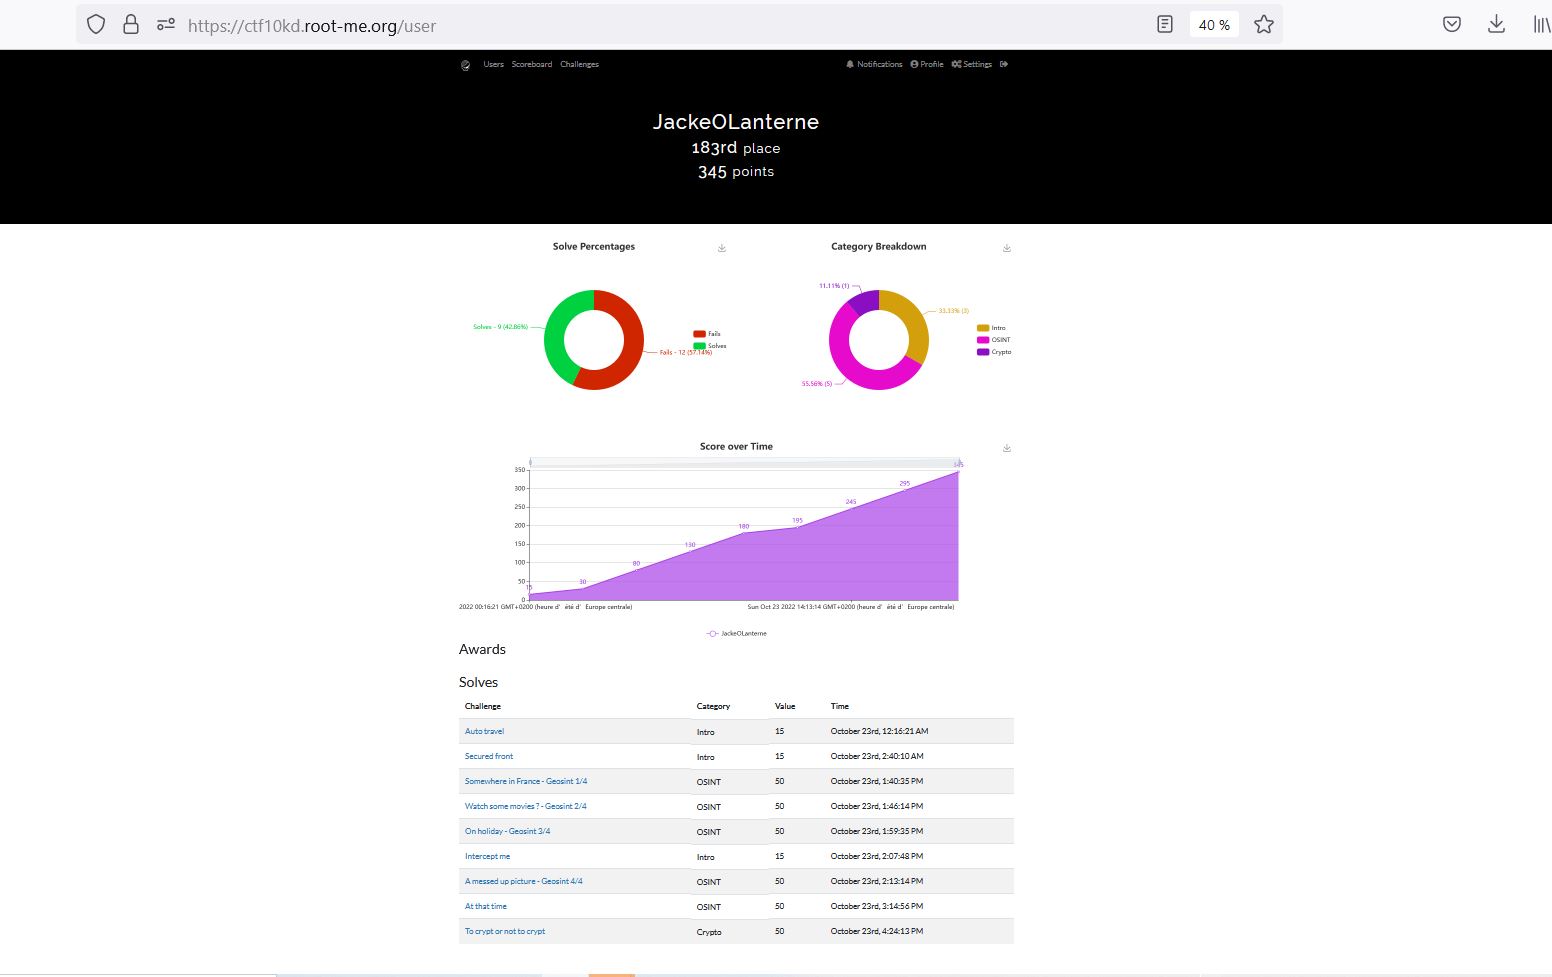 https://ctf10kd.root-me.org/user
40 %
Users Scoreboard Challenges
Notifications Profile Settings
JackeOLanterne
183rd place
345 points
Solve Percentages
Category Breakdown
Solves - 9 (42.86%)
Fails - 12 (57.14%)
Fails
Solves
11.11% (1)
33.33% (3)
55.56% (5)
Intro
OSINT
Crypto
Score over Time
350
300
250
200
150
100
50
0
15
30
80
130
180
195
245
295
345
2022 00:16:21 GMT+0200 (heure d' été d' Europe centrale)
Sun Oct 23 2022 14:13:14 GMT+0200 (heure d' été d' Europe centrale)
JackeOLanterne
Awards
Solves
Challenge Category Value Time
Auto travel Intro 15 October 23rd, 12:16:21 AM
Secured front Intro 15 October 23rd, 2:40:10 AM
Somewhere in France - Geosint 1/4 OSINT 50 October 23rd, 1:40:35 PM
Watch some movies ? - Geosint 2/4 OSINT 50 October 23rd, 1:46:14 PM
On holiday - Geosint 3/4 OSINT 50 October 23rd, 1:59:35 PM
Intercept me Intro 15 October 23rd, 2:07:48 PM
A messed up picture - Geosint 4/4 OSINT 50 October 23rd, 2:13:14 PM
At that time OSINT 50 October 23rd, 3:14:56 PM
To crypt or not to crypt Crypto 50 October 23rd, 4:24:13 PM